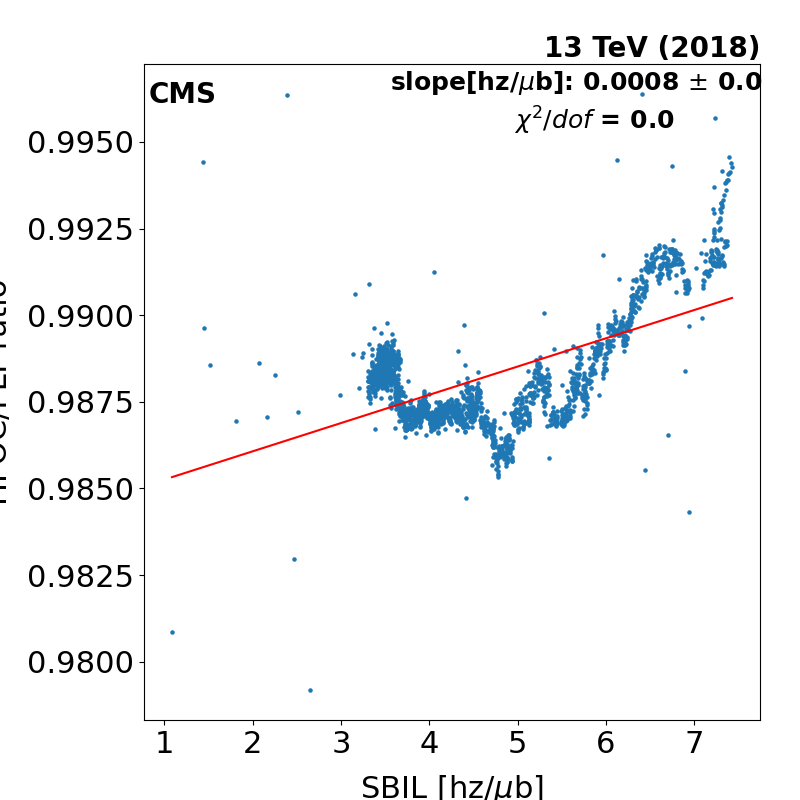 13 TeV (2018)
CMS
slope[hz/μb]: 0.0008 ± 0.0
χ²/dof = 0.0
0.9950
0.9925
0.9900
0.9875
0.9850
0.9825
0.9800
1 2 3 4 5 6 7
SBIL [hz/μb]